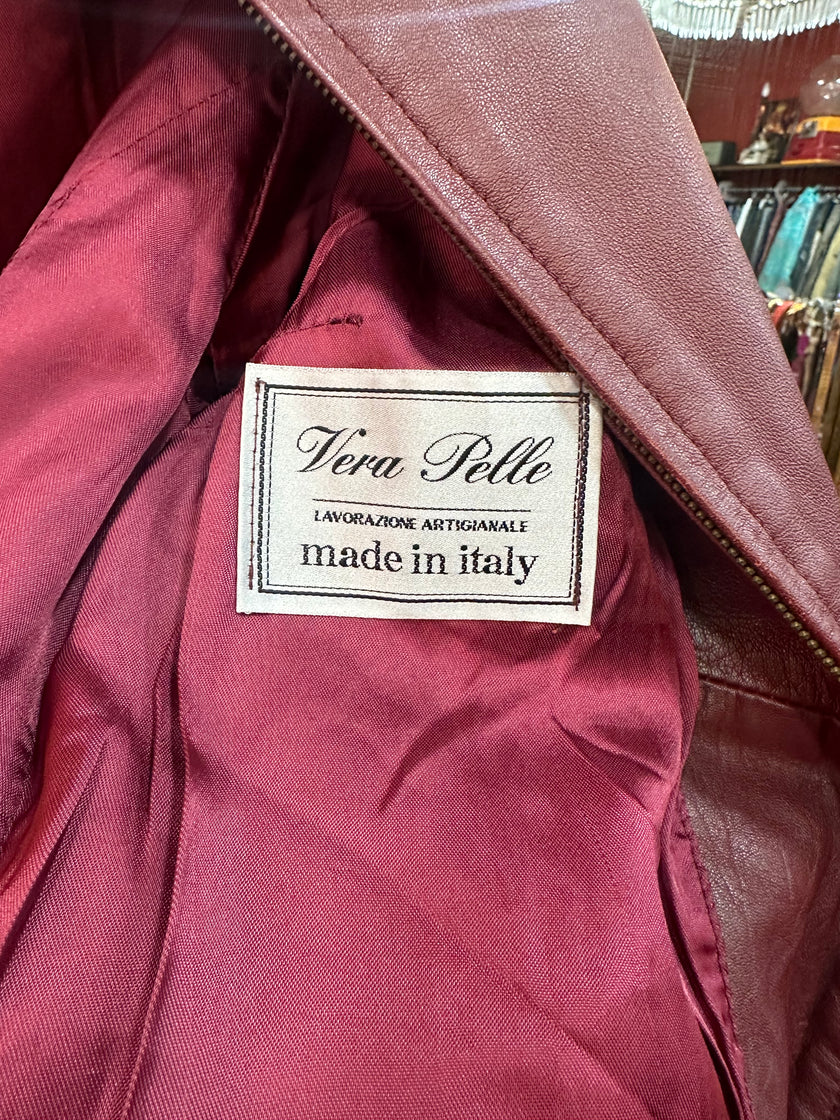 Vera Pelle
LAVORAZIONE ARTIGIANALE
made in italy